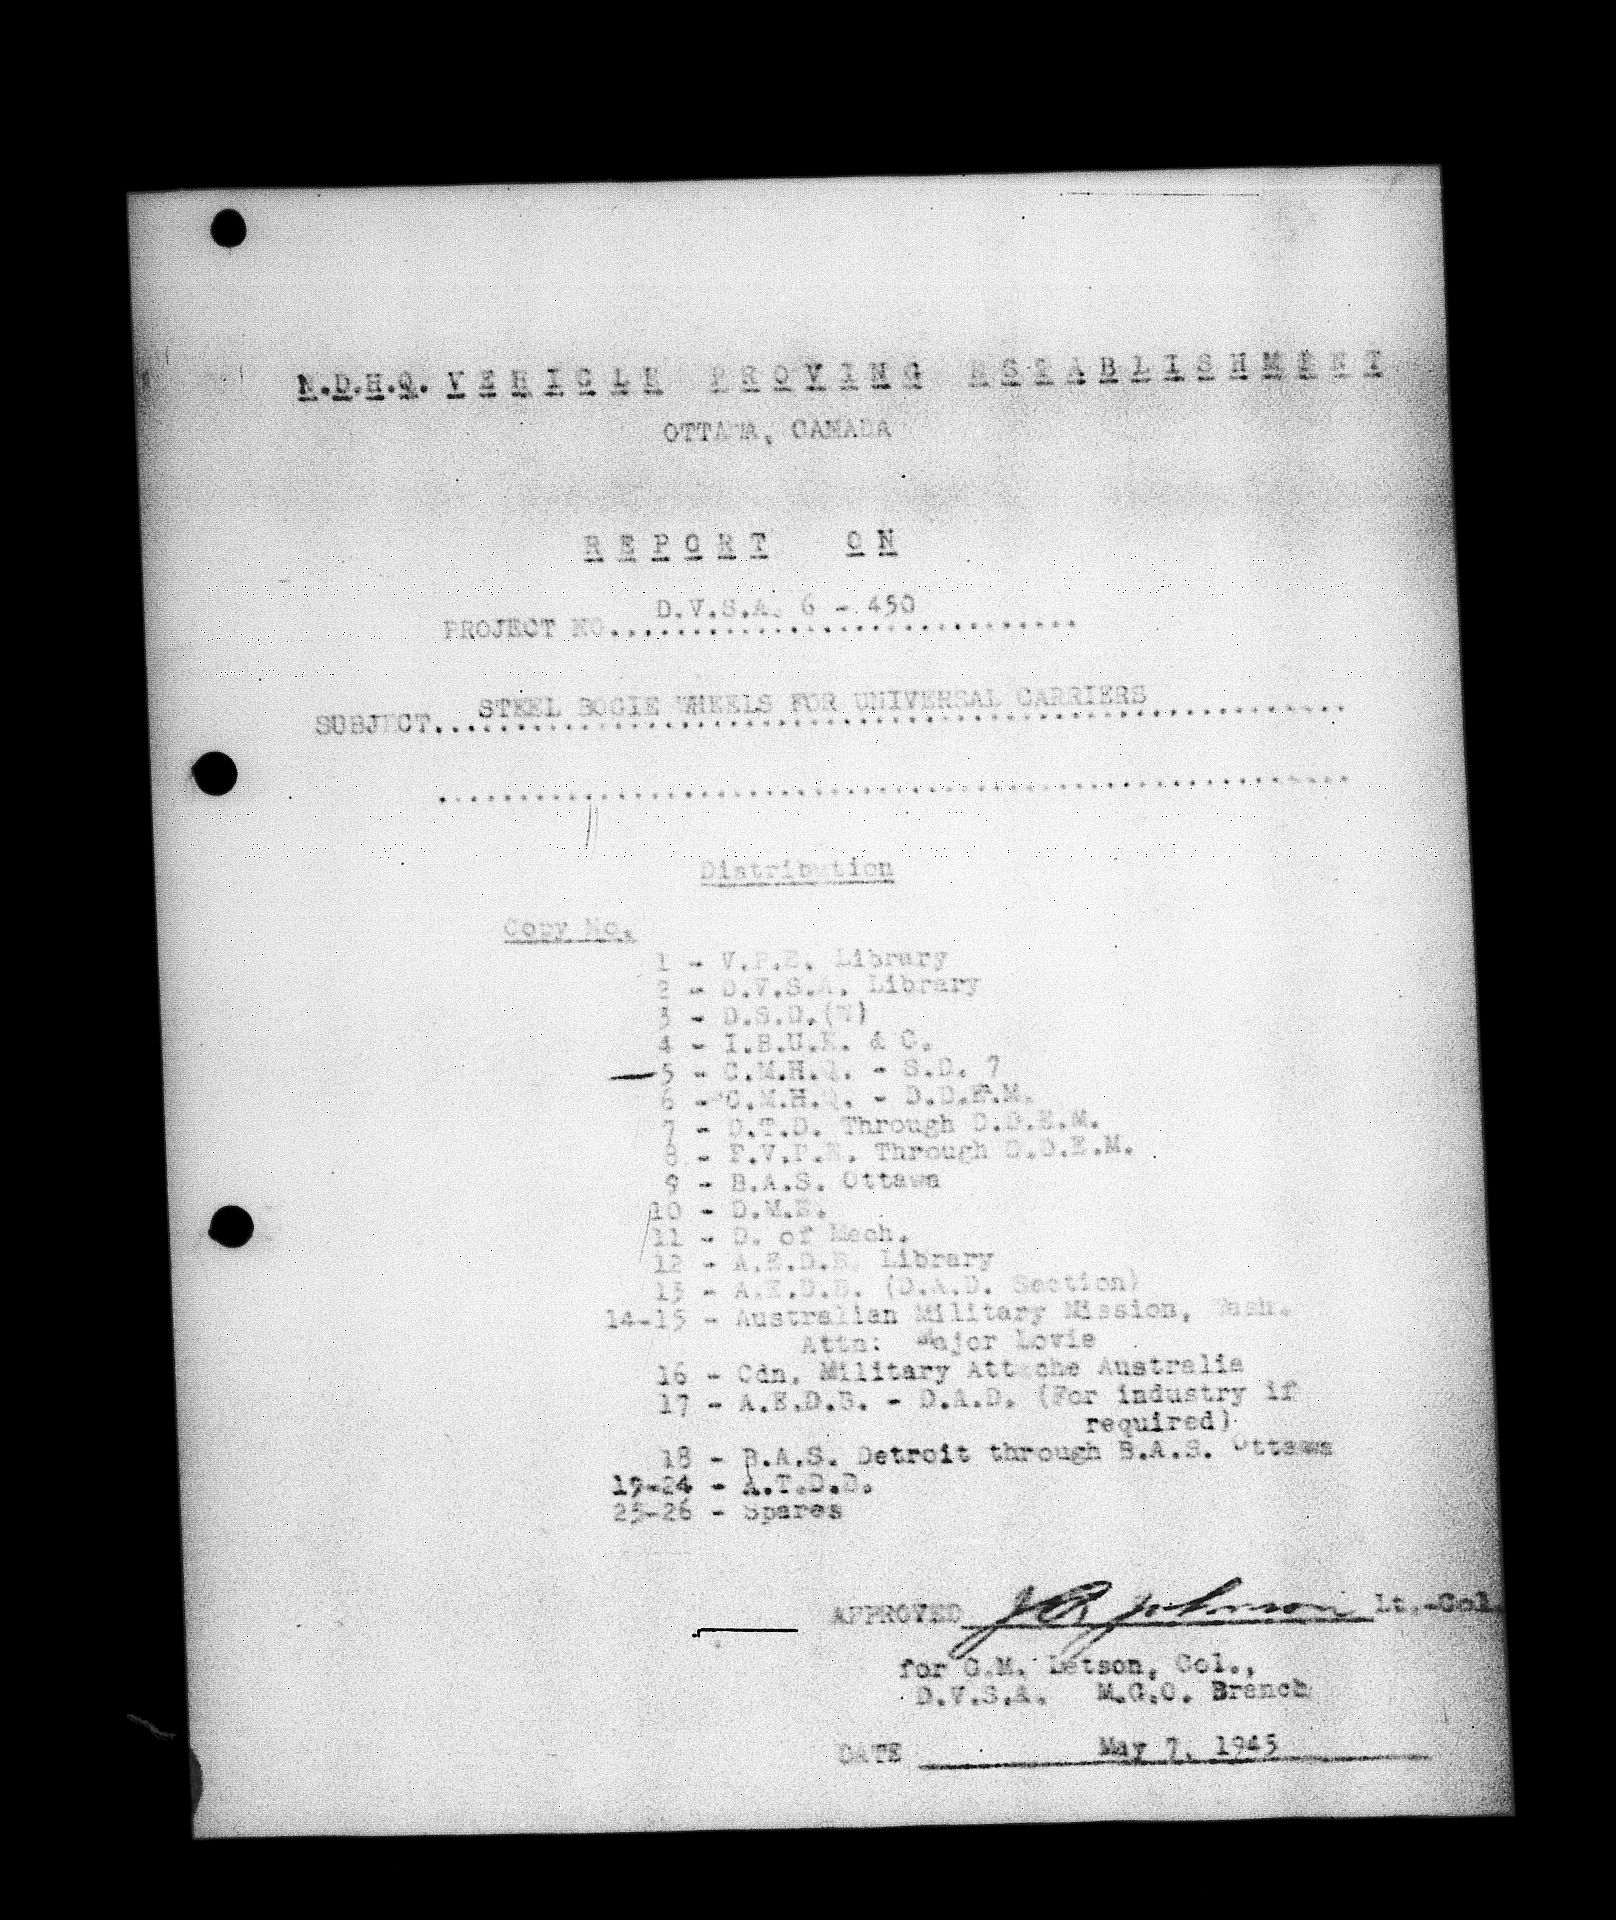 N.D.H.Q. VEHICLE PROVING ESTABLISHMENT
OTTAWA, CANADA
REPORT ON
D.V.S.A. 6 - 450
PROJECT NO.............................
STEEL BOGIE WHEELS FOR UNIVERSAL CARRIERS
SUBJECT........................................................
........................................................
Distribution
Copy No.
1 - V.P.E. Library
2 - D.V.S.A. Library
3 - D.S.D.(W)
4 - I.B.U.K. & C.
5 - C.M.H.Q. - S.D. 7
6 - C.M.H.Q. - D.D.E.M.
7 - D.T.D. Through D.D.E.M.
8 - F.V.P.E. Through D.D.E.M.
9 - B.A.S. Ottawa
10 - D.M.E.
11 - D. of Mech.
12 - A.E.D.B. Library
13 - A.E.D.B. (D.A.D. Section)
14-15 - Australian Military Mission, Wash.
Attn: Major Lovie
16 - Cdn. Military Attache Australia
17 - A.E.D.B. - D.A.D. (For industry if
required)
18 - B.A.S. Detroit through B.A.S. Ottawa
19-24 - A.T.D.B.
25-26 - Spares
APPROVED J R Johnson Lt.-Col.
for G.M. Letson, Col.,
D.V.S.A. M.G.O. Branch
DATE May 7, 1945